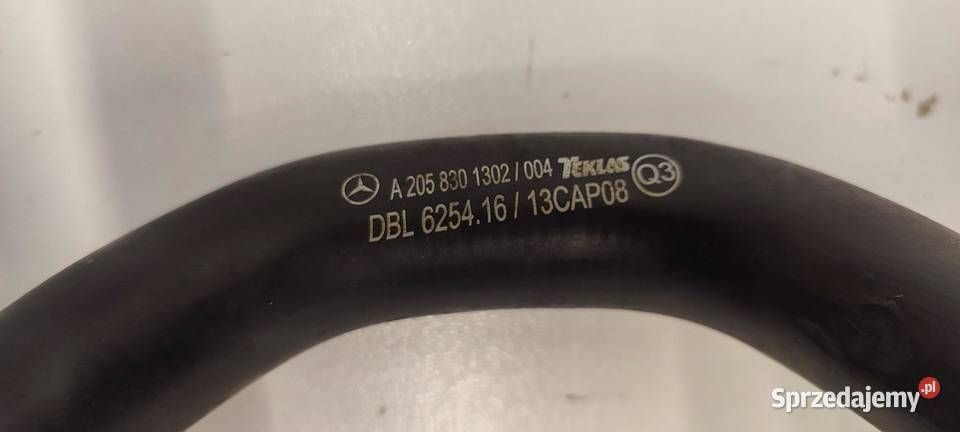 A 205 830 1302 / 004 TEKLAS Q3
DBL 6254.16 / 13CAP08
Sprzedajemy.pl